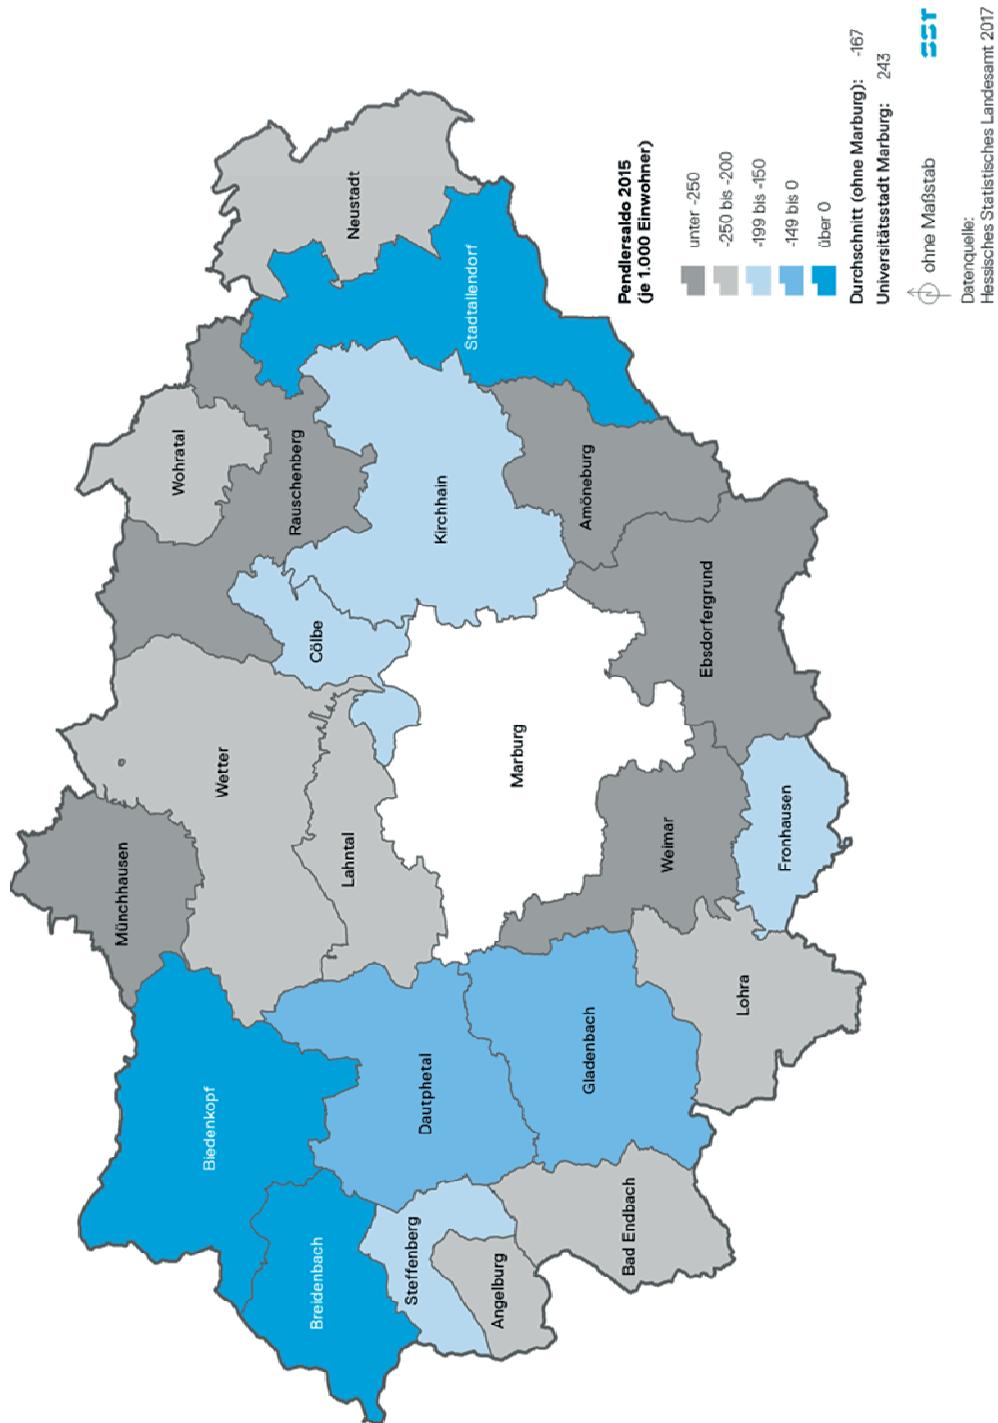 Neustadt
Stadtallendorf
Wohratal
Rauschenberg
Kirchhain
Amöneburg
Cölbe
Ebsdorfergrund
Wetter
Münchhausen
Lahntal
Marburg
Weimar
Fronhausen
Lohra
Biedenkopf
Dautphetal
Gladenbach
Breidenbach
Steffenberg
Angelburg
Bad Endbach
Pendlersaldo 2015
(je 1.000 Einwohner)
unter -250
-250 bis -200
-199 bis -150
-149 bis 0
über 0
Durchschnitt (ohne Marburg): -167
Universitätsstadt Marburg: 243
ohne Maßstab
Datenquelle:
Hessisches Statistisches Landesamt 2017